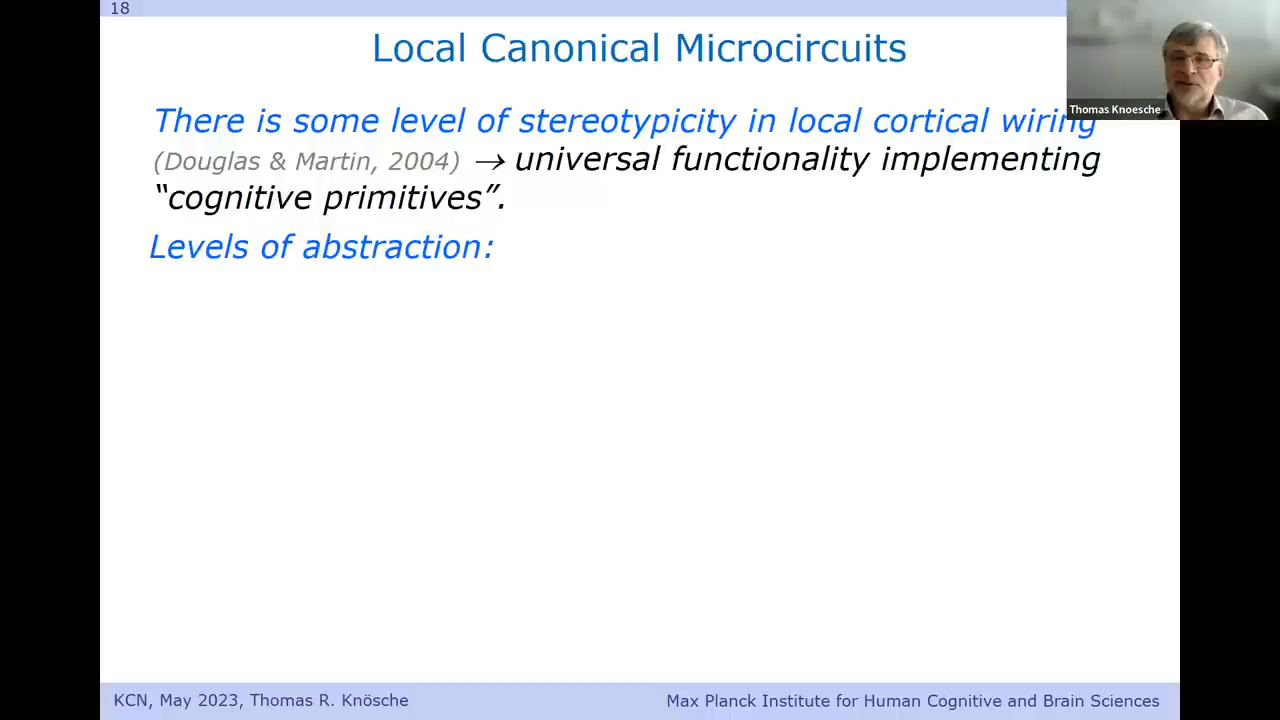 18
Local Canonical Microcircuits
Thomas Knoesche
There is some level of stereotypicity in local cortical wiring
(Douglas & Martin, 2004) → universal functionality implementing
“cognitive primitives”.
Levels of abstraction:
KCN, May 2023, Thomas R. Knösche
Max Planck Institute for Human Cognitive and Brain Sciences